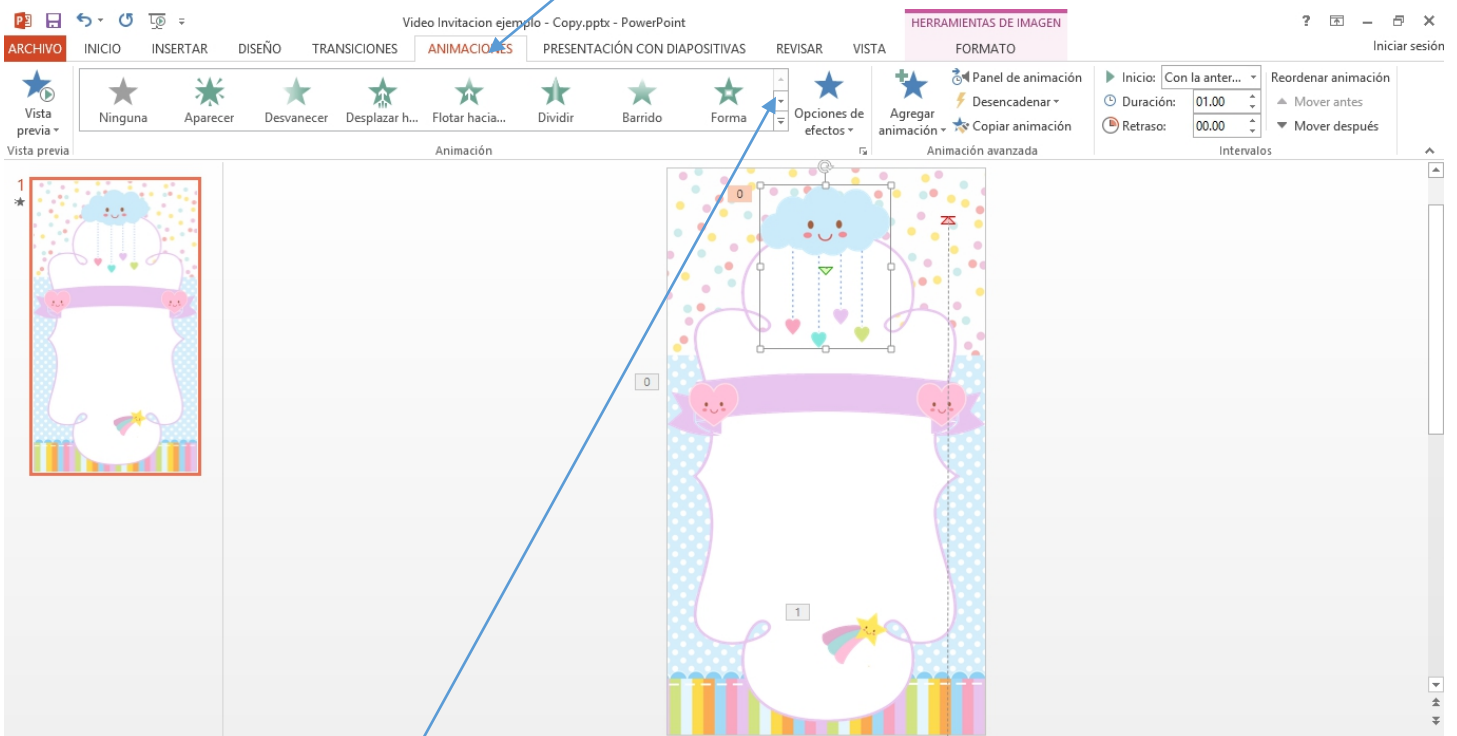 Video Invitacion ejemplo - Copy.pptx - PowerPoint
HERRAMIENTAS DE IMAGEN
?
ARCHIVO INICIO INSERTAR DISEÑO TRANSICIONES ANIMACIONES PRESENTACIÓN CON DIAPOSITIVAS REVISAR VISTA FORMATO Iniciar sesión
Vista previa
Ninguna Aparecer Desvanecer Desplazar h... Flotar hacia... Dividir Barrido Forma
Opciones de efectos
Agregar animación
Panel de animación
Desencadenar
Copiar animación
Inicio: Con la anter...
Duración: 01.00
Retraso: 00.00
Reordenar animación
Mover antes
Mover después
Vista previa Animación Animación avanzada Intervalos
1
0
0
1